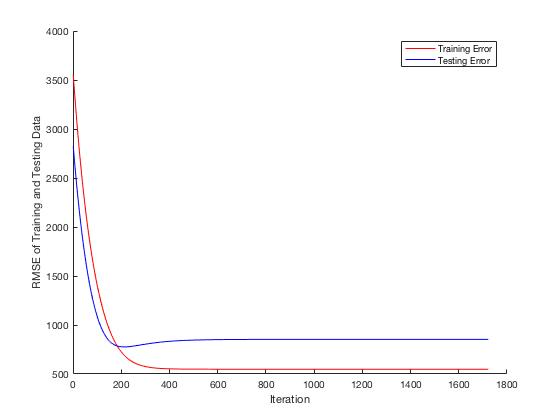 4000
3500
3000
2500
2000
1500
1000
500
RMSE of Training and Testing Data
Training Error
Testing Error
0 200 400 600 800 1000 1200 1400 1600 1800
Iteration